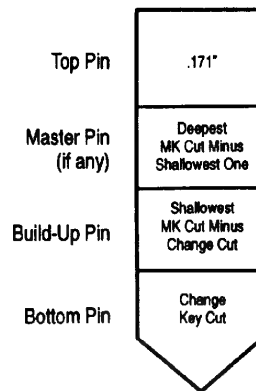 Top Pin
.171"
Master Pin
(if any)
Deepest
MK Cut Minus
Shallowest One
Build-Up Pin
Shallowest
MK Cut Minus
Change Cut
Bottom Pin
Change
Key Cut